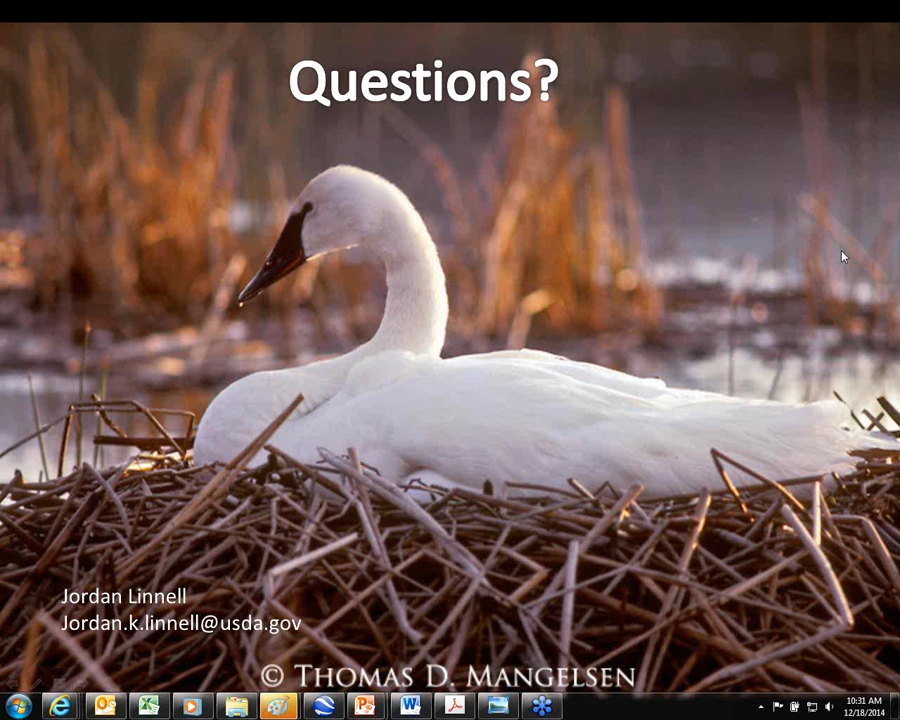 Questions?
Jordan Linnell
Jordan.k.linnell@usda.gov
© THOMAS D. MANGELSEN
10:31 AM
12/18/2014